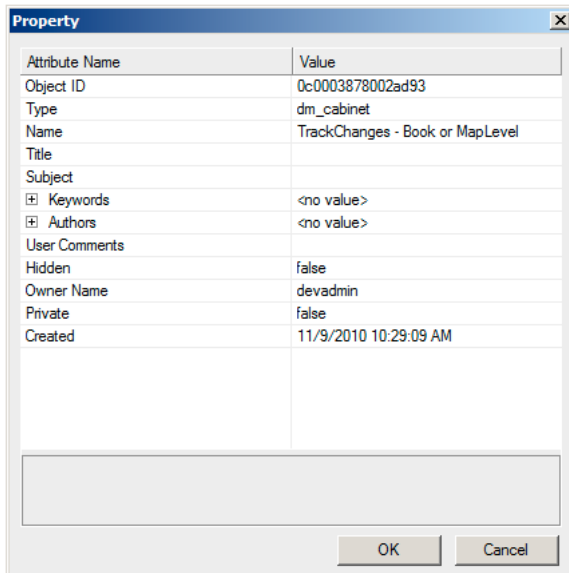 Property
Attribute Name Value
Object ID 0c0003878002ad93
Type dm_cabinet
Name TrackChanges - Book or MapLevel
Title
Subject
Keywords <no value>
Authors <no value>
User Comments
Hidden false
Owner Name devadmin
Private false
Created 11/9/2010 10:29:09 AM
OK Cancel